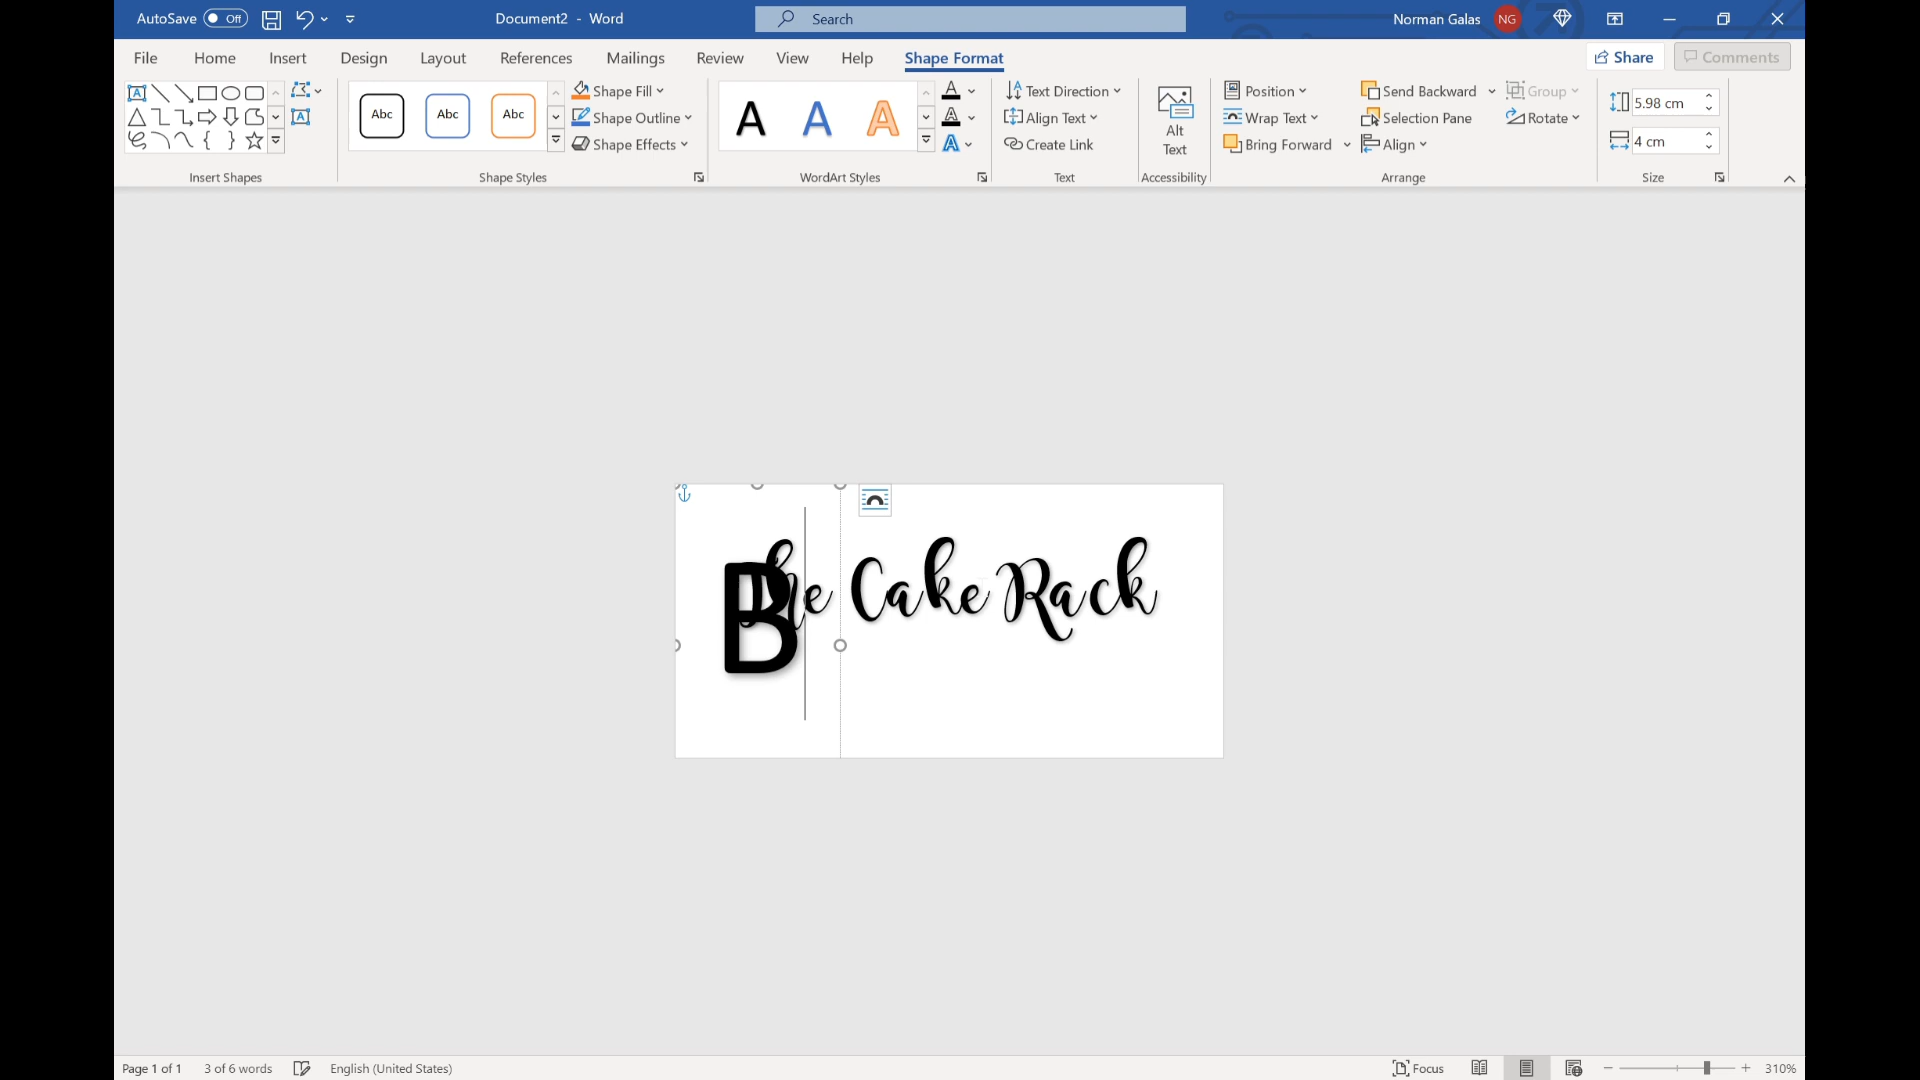 AutoSave Off Document2 - Word Search Norman Galas NG
File Home Insert Design Layout References Mailings Review View Help Shape Format Share Comments
Abc Abc Abc Shape Fill A A A A Text Direction Position Send Backward Group 5.98 cm
Shape Outline A Align Text Wrap Text Selection Pane Rotate
Shape Effects A Create Link Alt Text Bring Forward Align 4 cm
Insert Shapes Shape Styles WordArt Styles Text Accessibility Arrange Size
The Cake Rack
B
Page 1 of 1 3 of 6 words English (United States) Focus 310%